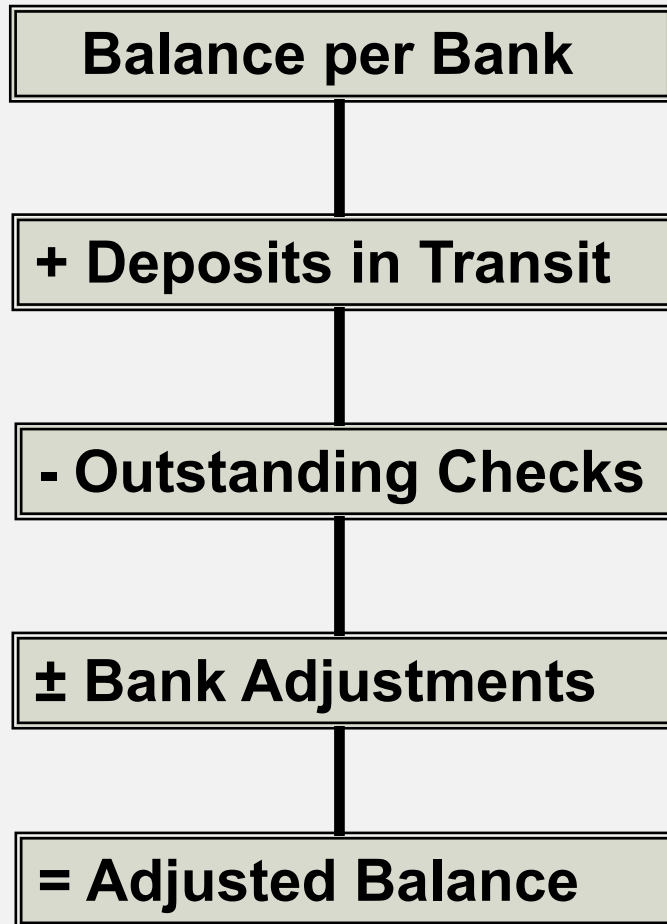 Balance per Bank
+ Deposits in Transit
- Outstanding Checks
± Bank Adjustments
= Adjusted Balance